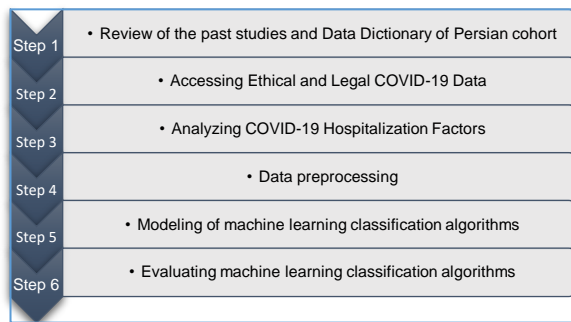 Step 1
• Review of the past studies and Data Dictionary of Persian cohort
Step 2
• Accessing Ethical and Legal COVID-19 Data
Step 3
• Analyzing COVID-19 Hospitalization Factors
Step 4
• Data preprocessing
Step 5
• Modeling of machine learning classification algorithms
Step 6
• Evaluating machine learning classification algorithms